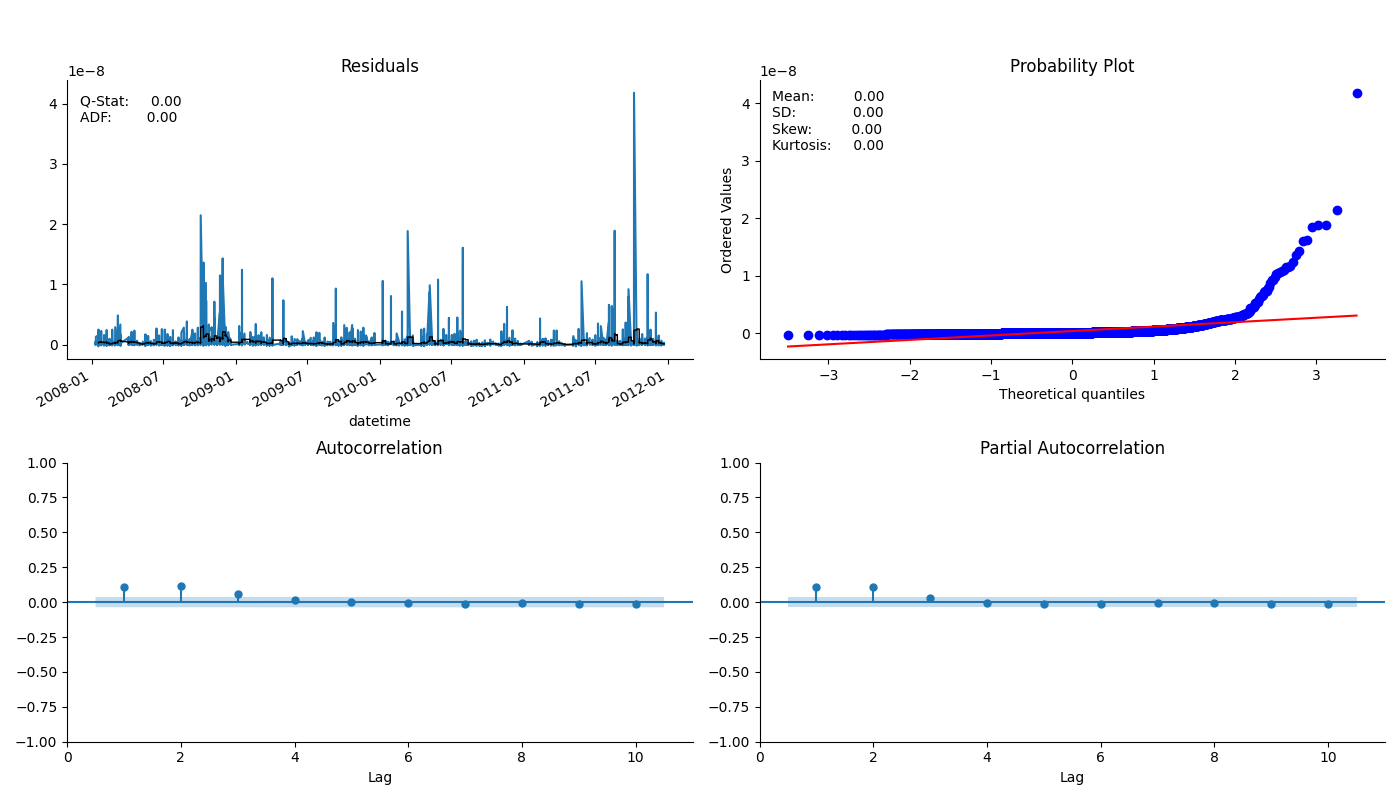 Residuals
1e−8
Q-Stat: 0.00
ADF: 0.00
4
3
2
1
0
2008-01
2008-07
2009-01
2009-07
2010-01
2010-07
2011-01
2011-07
2012-01
datetime
Probability Plot
1e−8
Mean: 0.00
SD: 0.00
Skew: 0.00
Kurtosis: 0.00
Ordered Values
4
3
2
1
0
−3 −2 −1 0 1 2 3
Theoretical quantiles
Autocorrelation
1.00
0.75
0.50
0.25
0.00
−0.25
−0.50
−0.75
−1.00
0 2 4 6 8 10
Lag
Partial Autocorrelation
1.00
0.75
0.50
0.25
0.00
−0.25
−0.50
−0.75
−1.00
0 2 4 6 8 10
Lag